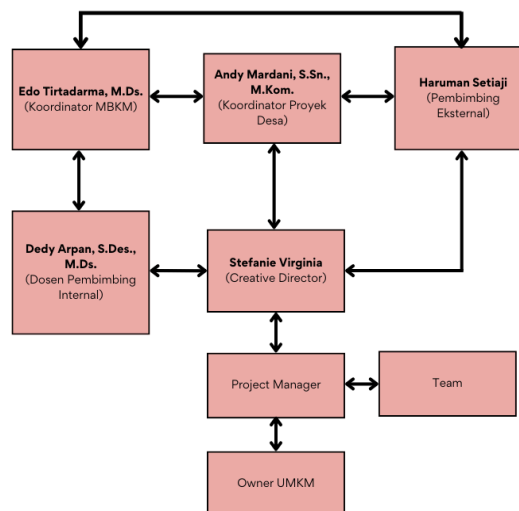 Edo Tirtadarma, M.Ds.
(Koordinator MBKM)
Andy Mardani, S.Sn.,
M.Kom.
(Koordinator Proyek
Desa)
Haruman Setiaji
(Pembimbing
Eksternal)
Dedy Arpan, S.Des.,
M.Ds.
(Dosen Pembimbing
Internal)
Stefanie Virginia
(Creative Director)
Project Manager
Team
Owner UMKM